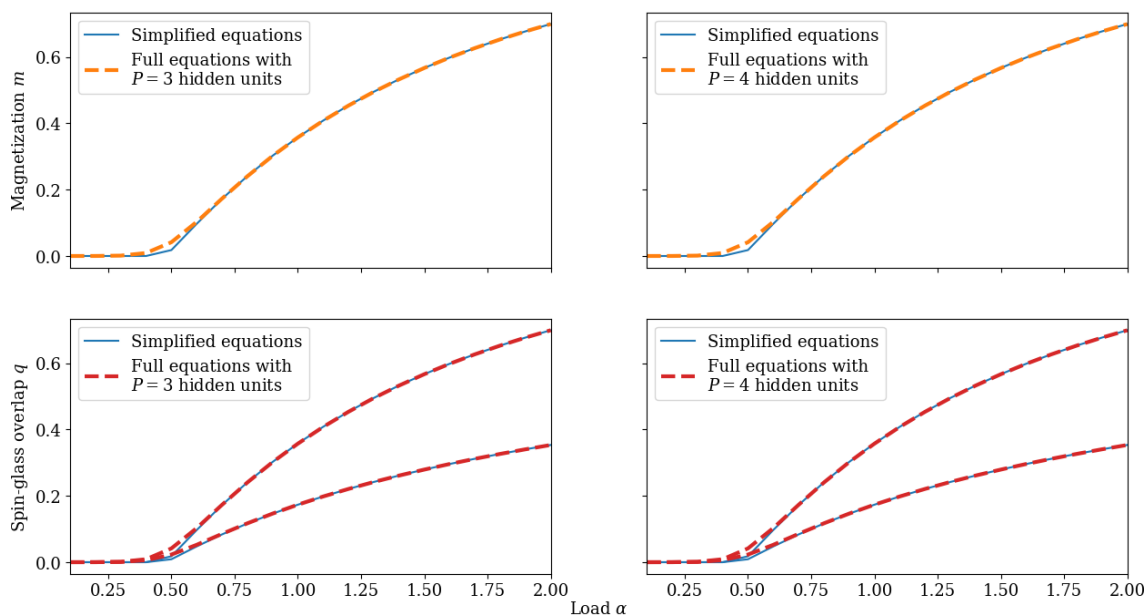 Magnetization m
0.6
0.4
0.2
0.0
Simplified equations
Full equations with
P = 3 hidden units
Simplified equations
Full equations with
P = 4 hidden units
Spin-glass overlap q
0.6
0.4
0.2
0.0
Simplified equations
Full equations with
P = 3 hidden units
Simplified equations
Full equations with
P = 4 hidden units
0.25 0.50 0.75 1.00 1.25 1.50 1.75 2.00
0.25 0.50 0.75 1.00 1.25 1.50 1.75 2.00
Load α